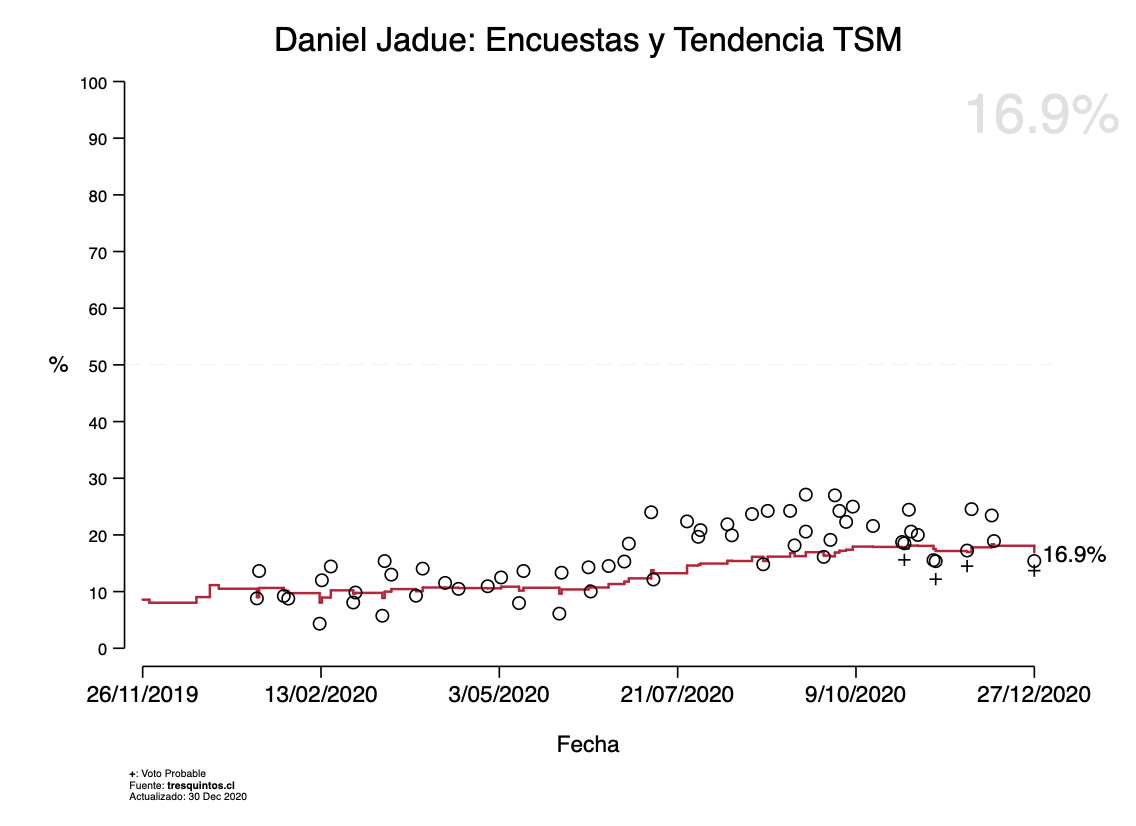 Daniel Jadue: Encuestas y Tendencia TSM
16.9%
100
90
80
70
60
% 50
40
30
20
16.9%
10
0
26/11/2019 13/02/2020 3/05/2020 21/07/2020 9/10/2020 27/12/2020
Fecha
+: Voto Probable
Fuente: tresquintos.cl
Actualizado: 30 Dec 2020